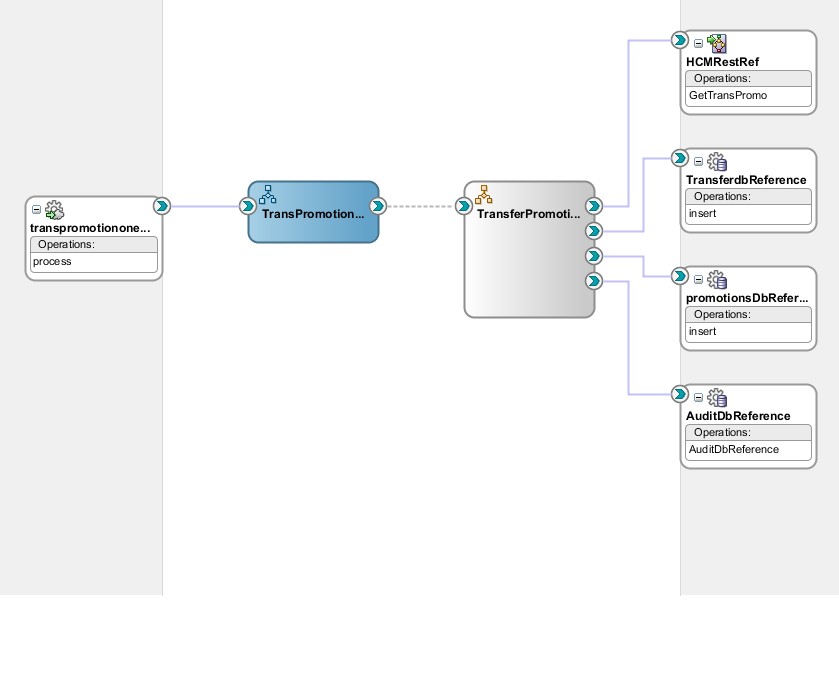 transpromotionone...
Operations:
process
TransPromotion...
TransferPromoti...
HCMRestRef
Operations:
GetTransPromo
TransferdbReference
Operations:
insert
promotionsDbRefer...
Operations:
insert
AuditDbReference
Operations:
AuditDbReference